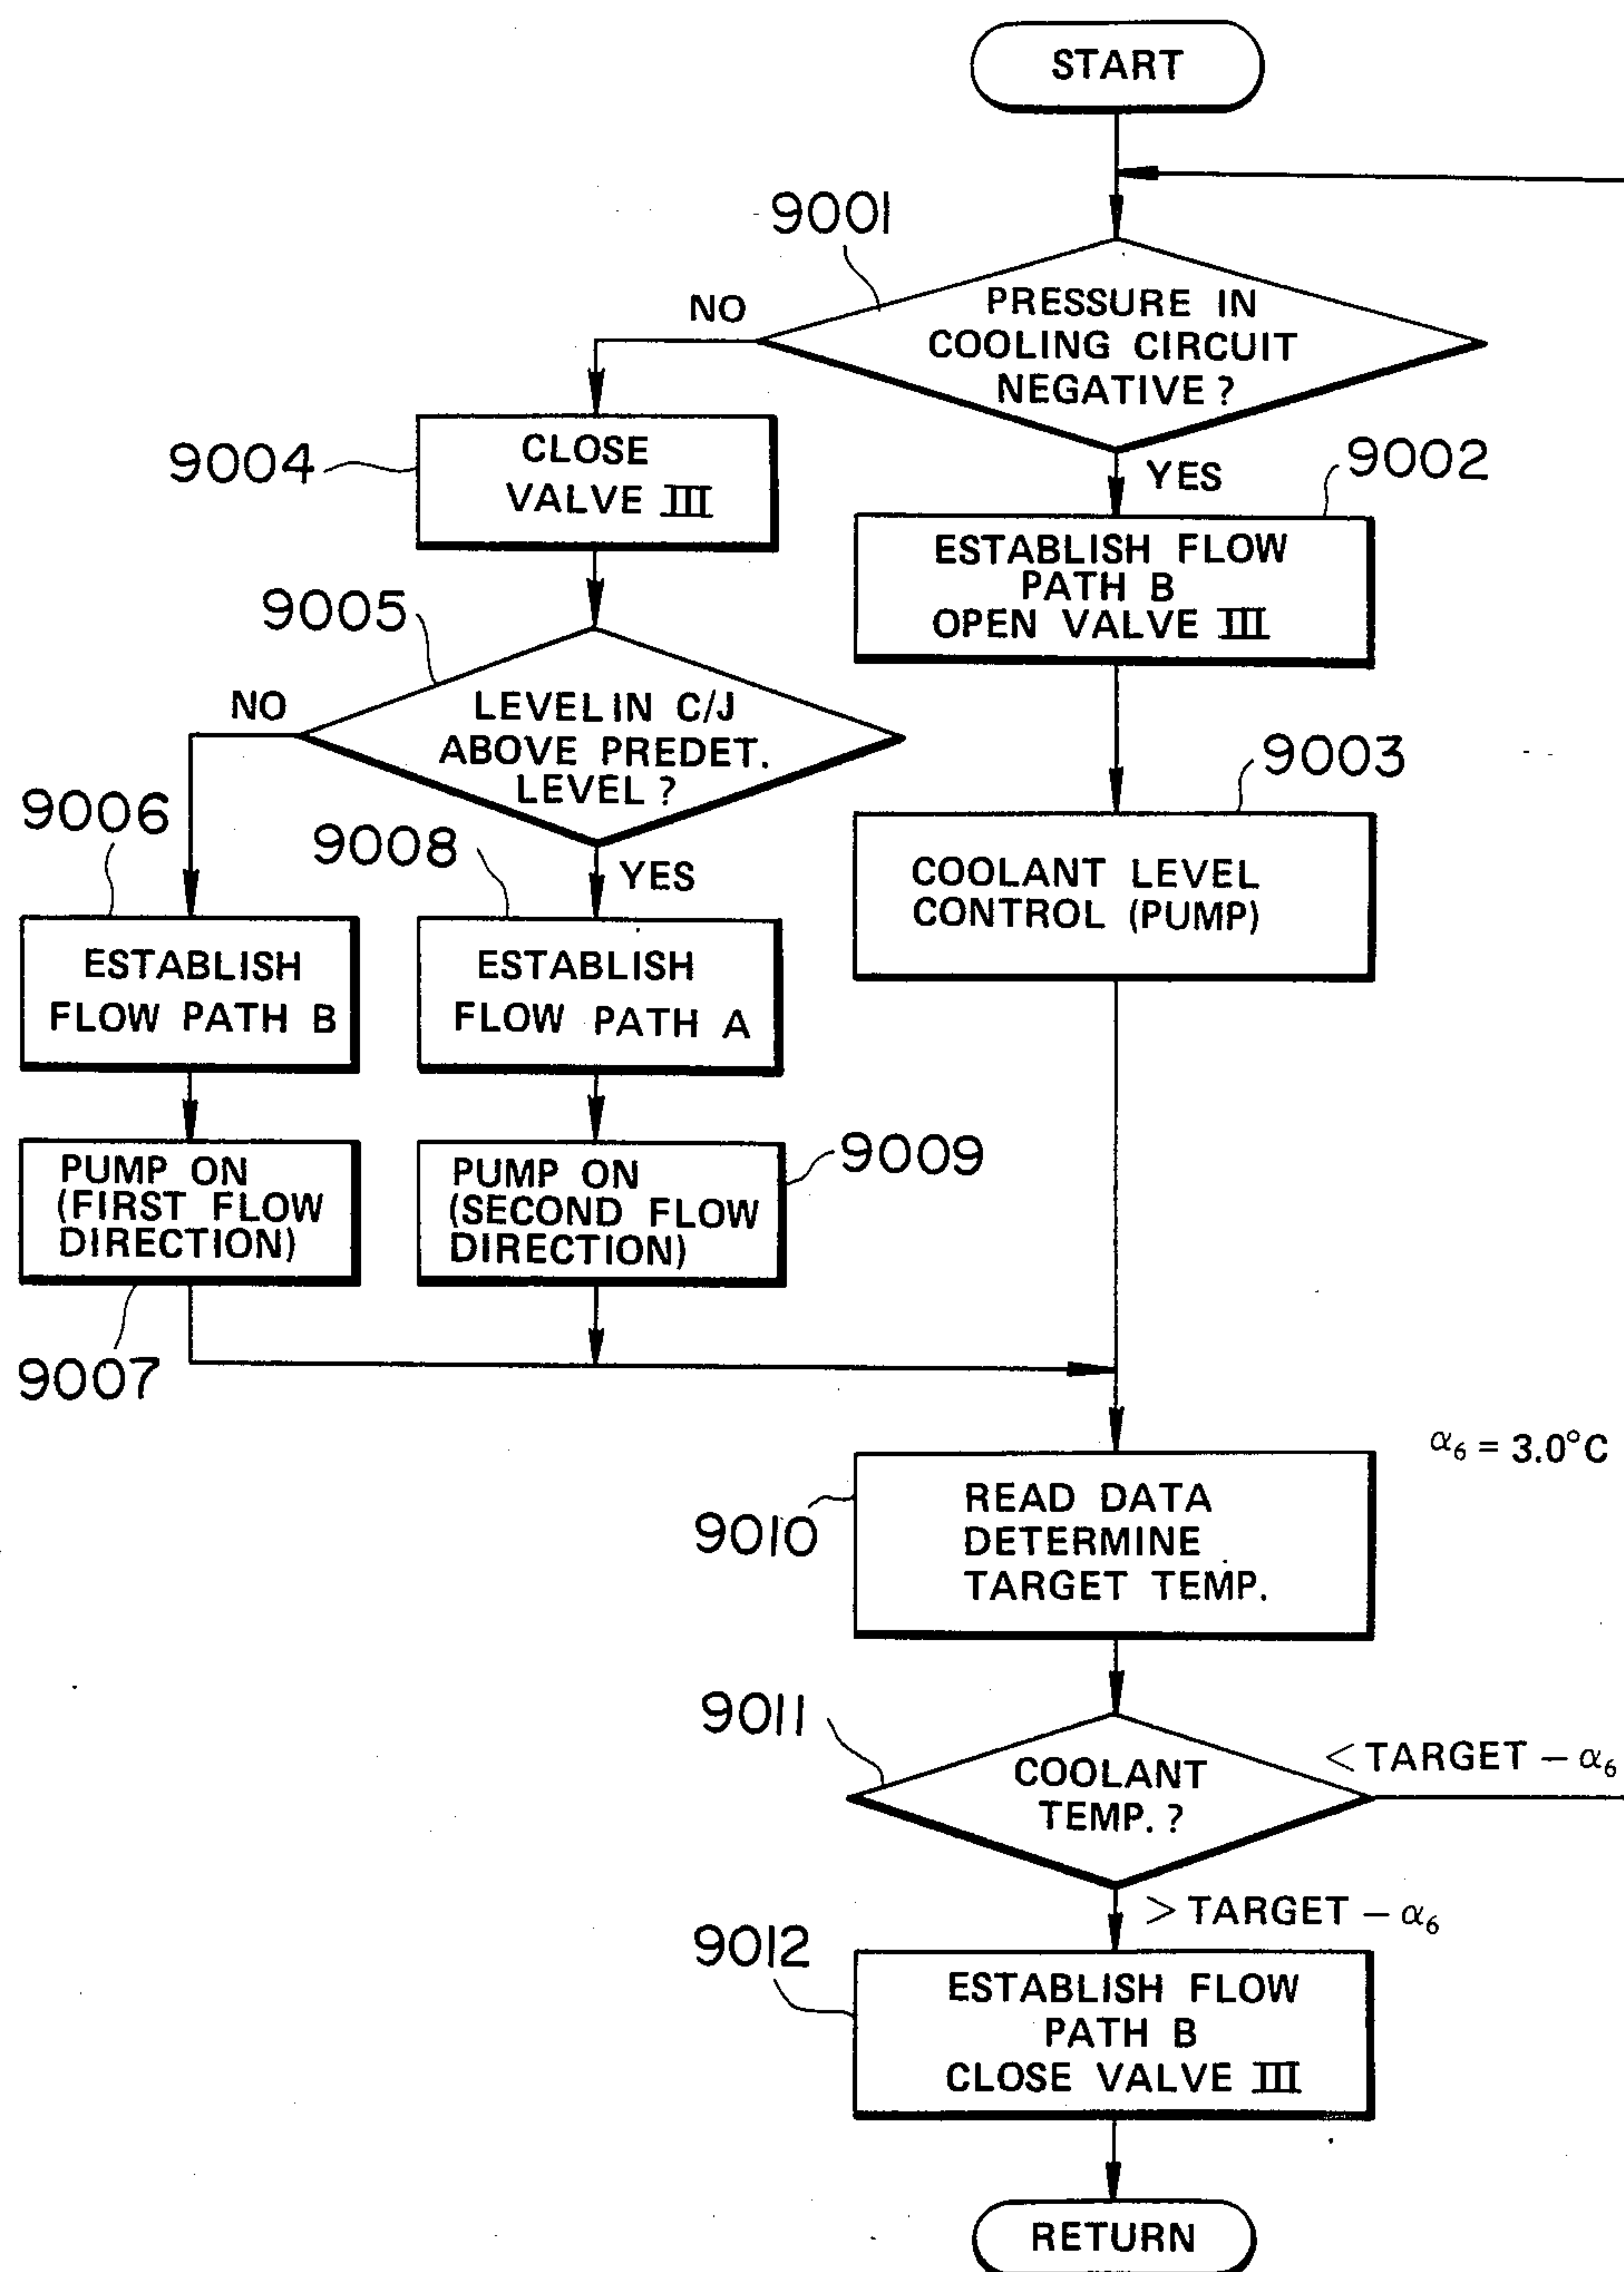 START
9001
NO
PRESSURE IN
COOLING CIRCUIT
NEGATIVE ?
YES
9002
9004
CLOSE
VALVE III
ESTABLISH FLOW
PATH B
OPEN VALVE III
9005
NO
LEVEL IN C/J
ABOVE PREDET.
LEVEL ?
YES
9003
COOLANT LEVEL
CONTROL (PUMP)
9006
9008
ESTABLISH
FLOW PATH B
ESTABLISH
FLOW PATH A
PUMP ON
(FIRST FLOW
DIRECTION)
PUMP ON
(SECOND FLOW
DIRECTION)
9009
9007
α₆ = 3.0°C
9010
READ DATA
DETERMINE
TARGET TEMP.
9011
COOLANT
TEMP. ?
< TARGET – α₆
> TARGET – α₆
9012
ESTABLISH FLOW
PATH B
CLOSE VALVE III
RETURN